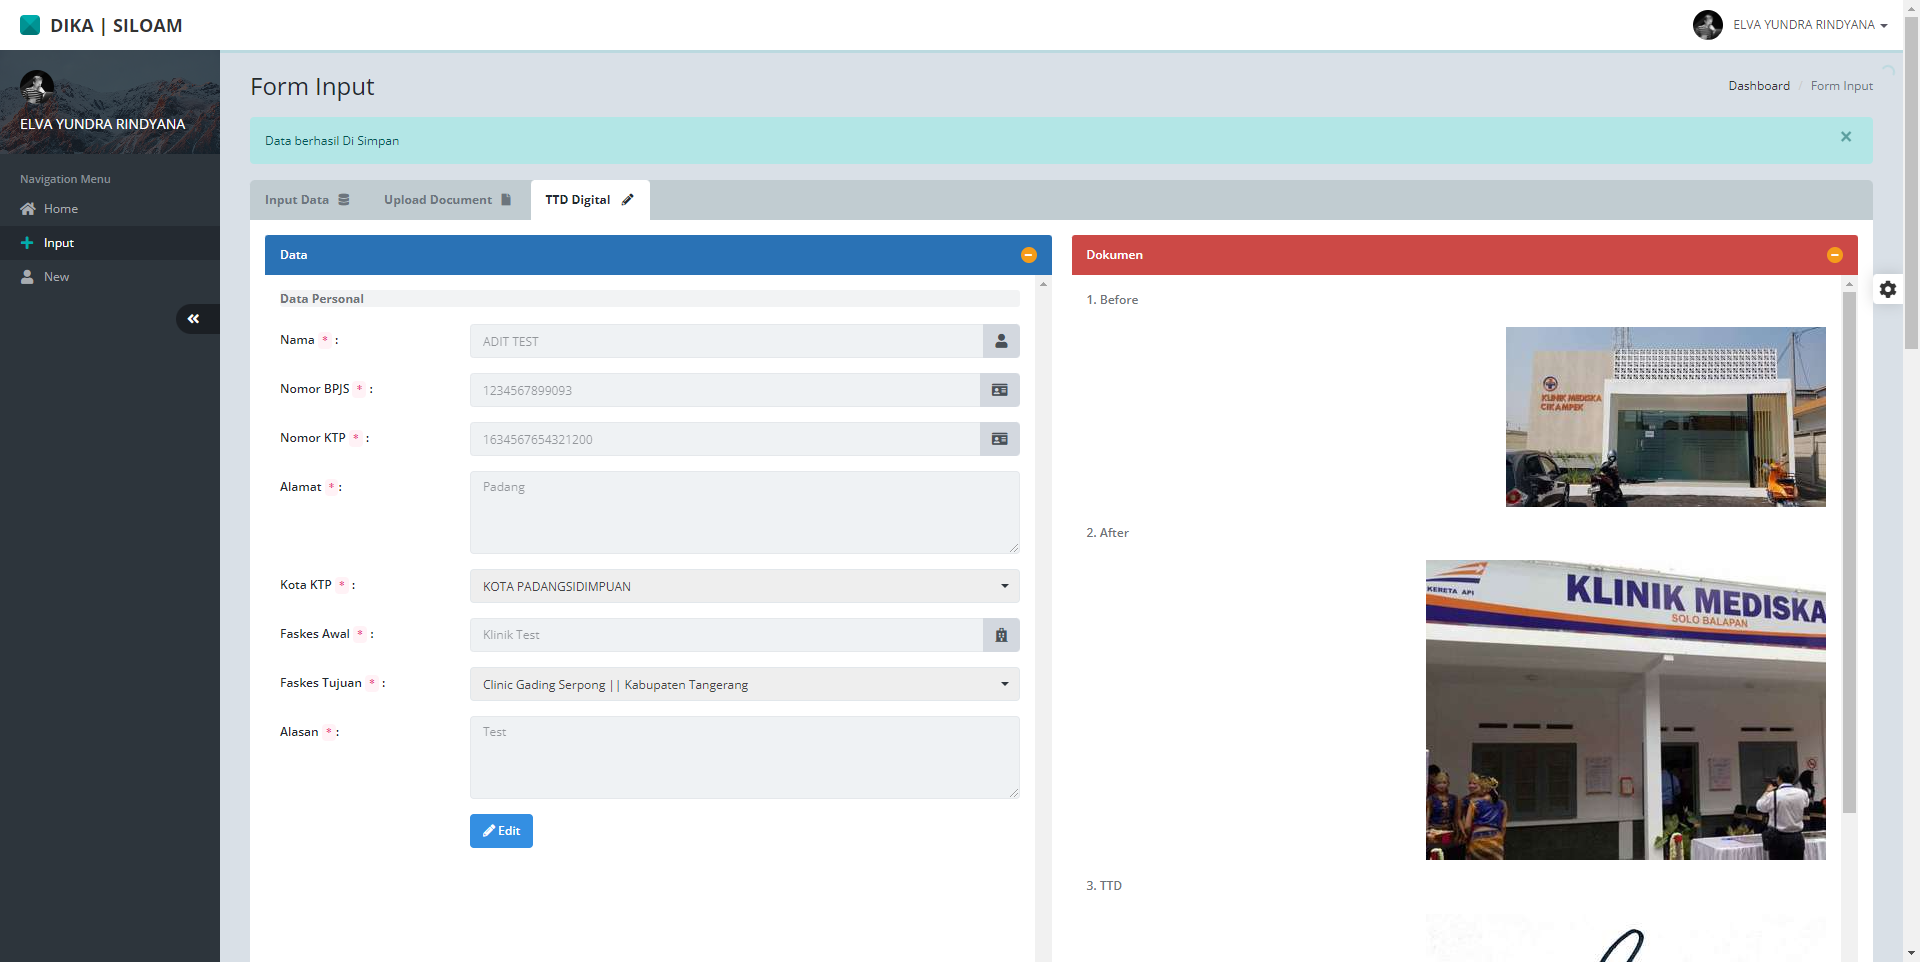 DIKA | SILOAM
ELVA YUNDRA RINDYANA
ELVA YUNDRA RINDYANA
Navigation Menu
Home
Input
New
Form Input
Dashboard / Form Input
Data berhasil Di Simpan
×
Input Data
Upload Document
TTD Digital
Data
Data Personal
Nama * :
ADIT TEST
Nomor BPJS * :
1234567899093
Nomor KTP * :
1634567654321200
Alamat * :
Padang
Kota KTP * :
KOTA PADANGSIDIMPUAN
Faskes Awal * :
Klinik Test
Faskes Tujuan * :
Clinic Gading Serpong || Kabupaten Tangerang
Alasan * :
Test
Edit
Dokumen
1. Before
KLINIK MEDISKA
CIKAMPEK
2. After
KERETA API
KLINIK MEDISKA
SOLO BALAPAN
3. TTD